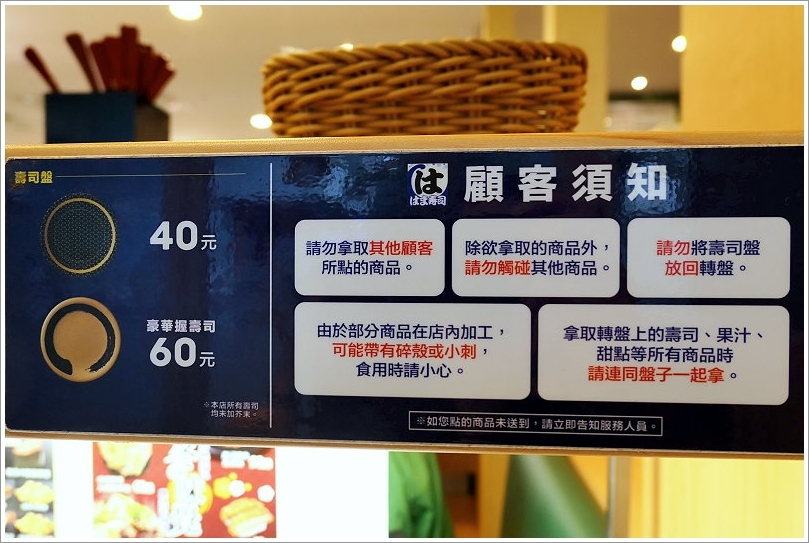 壽司盤
40元
豪華握壽司
60元
※本店所有壽司
均未加芥末。
は
はま寿司
顧客須知
請勿拿取其他顧客
所點的商品。
除欲拿取的商品外，
請勿觸碰其他商品。
請勿將壽司盤
放回轉盤。
由於部分商品在店內加工，
可能帶有碎殼或小刺，
食用時請小心。
拿取轉盤上的壽司、果汁、
甜點等所有商品時
請連同盤子一起拿。
※如您點的商品未送到，請立即告知服務人員。